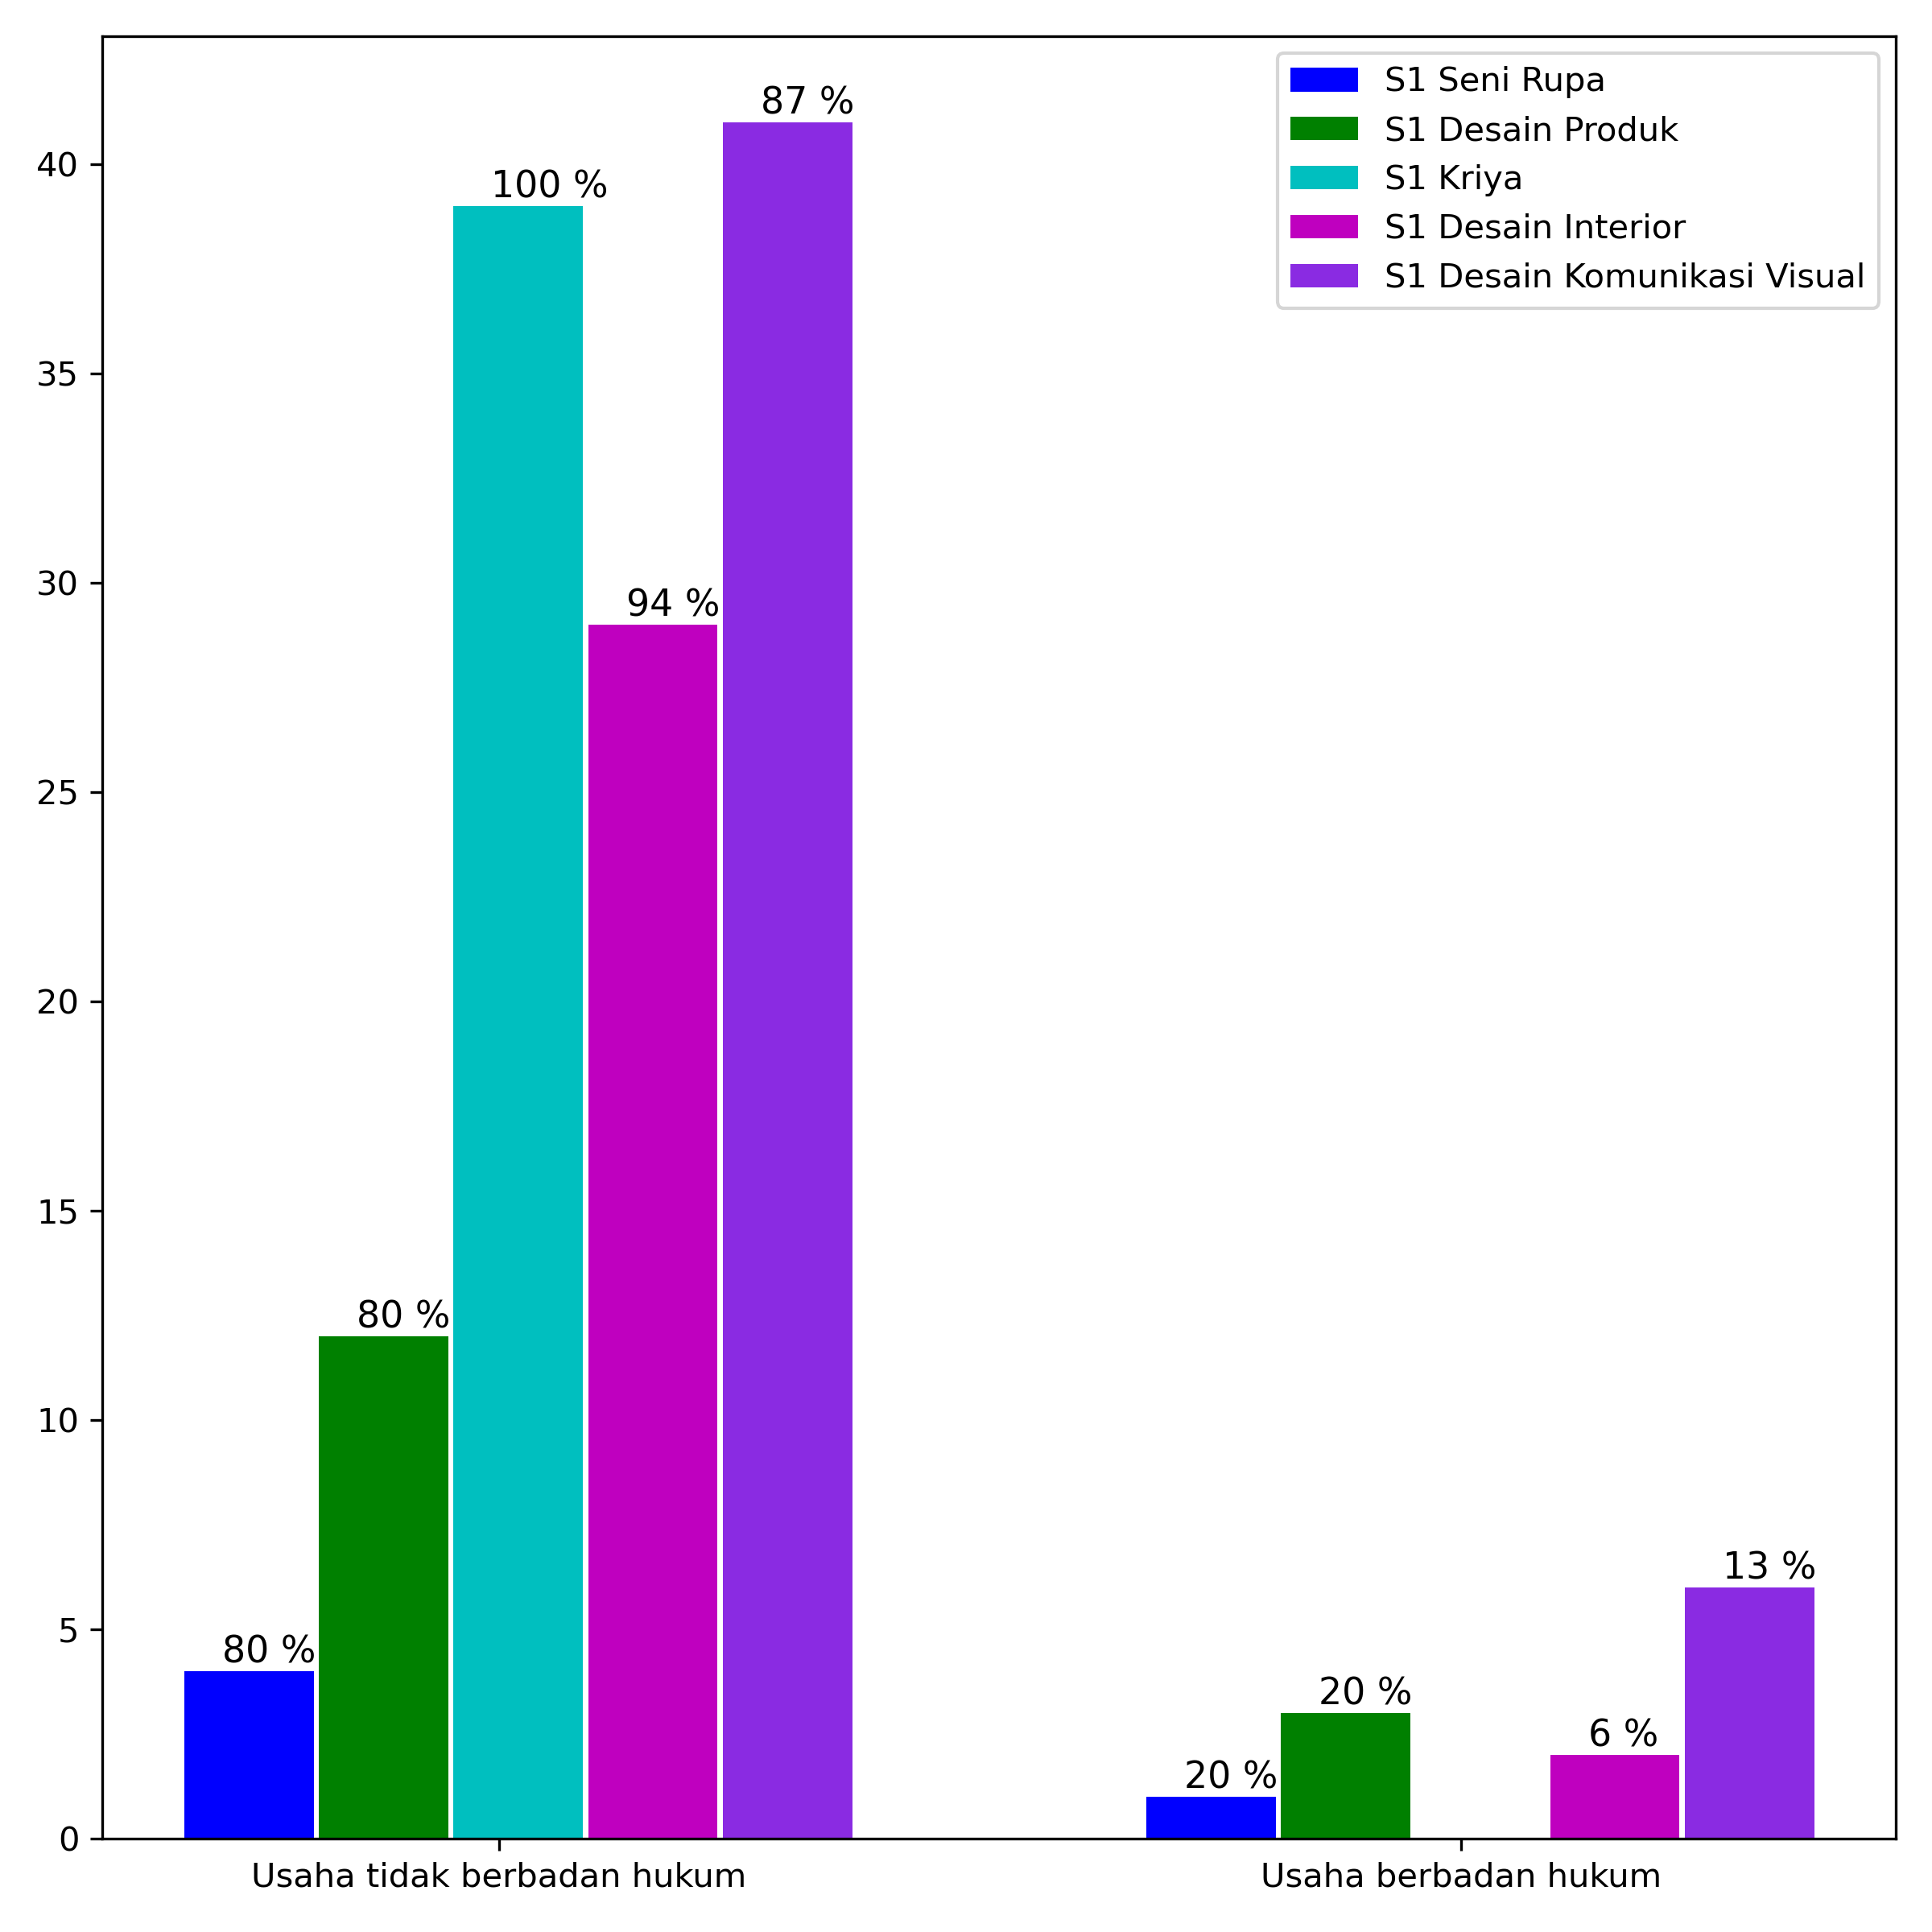 87 %
100 %
94 %
80 %
80 %
13 %
20 %
6 %
20 %
S1 Seni Rupa
S1 Desain Produk
S1 Kriya
S1 Desain Interior
S1 Desain Komunikasi Visual
40
35
30
25
20
15
10
5
0
Usaha tidak berbadan hukum
Usaha berbadan hukum